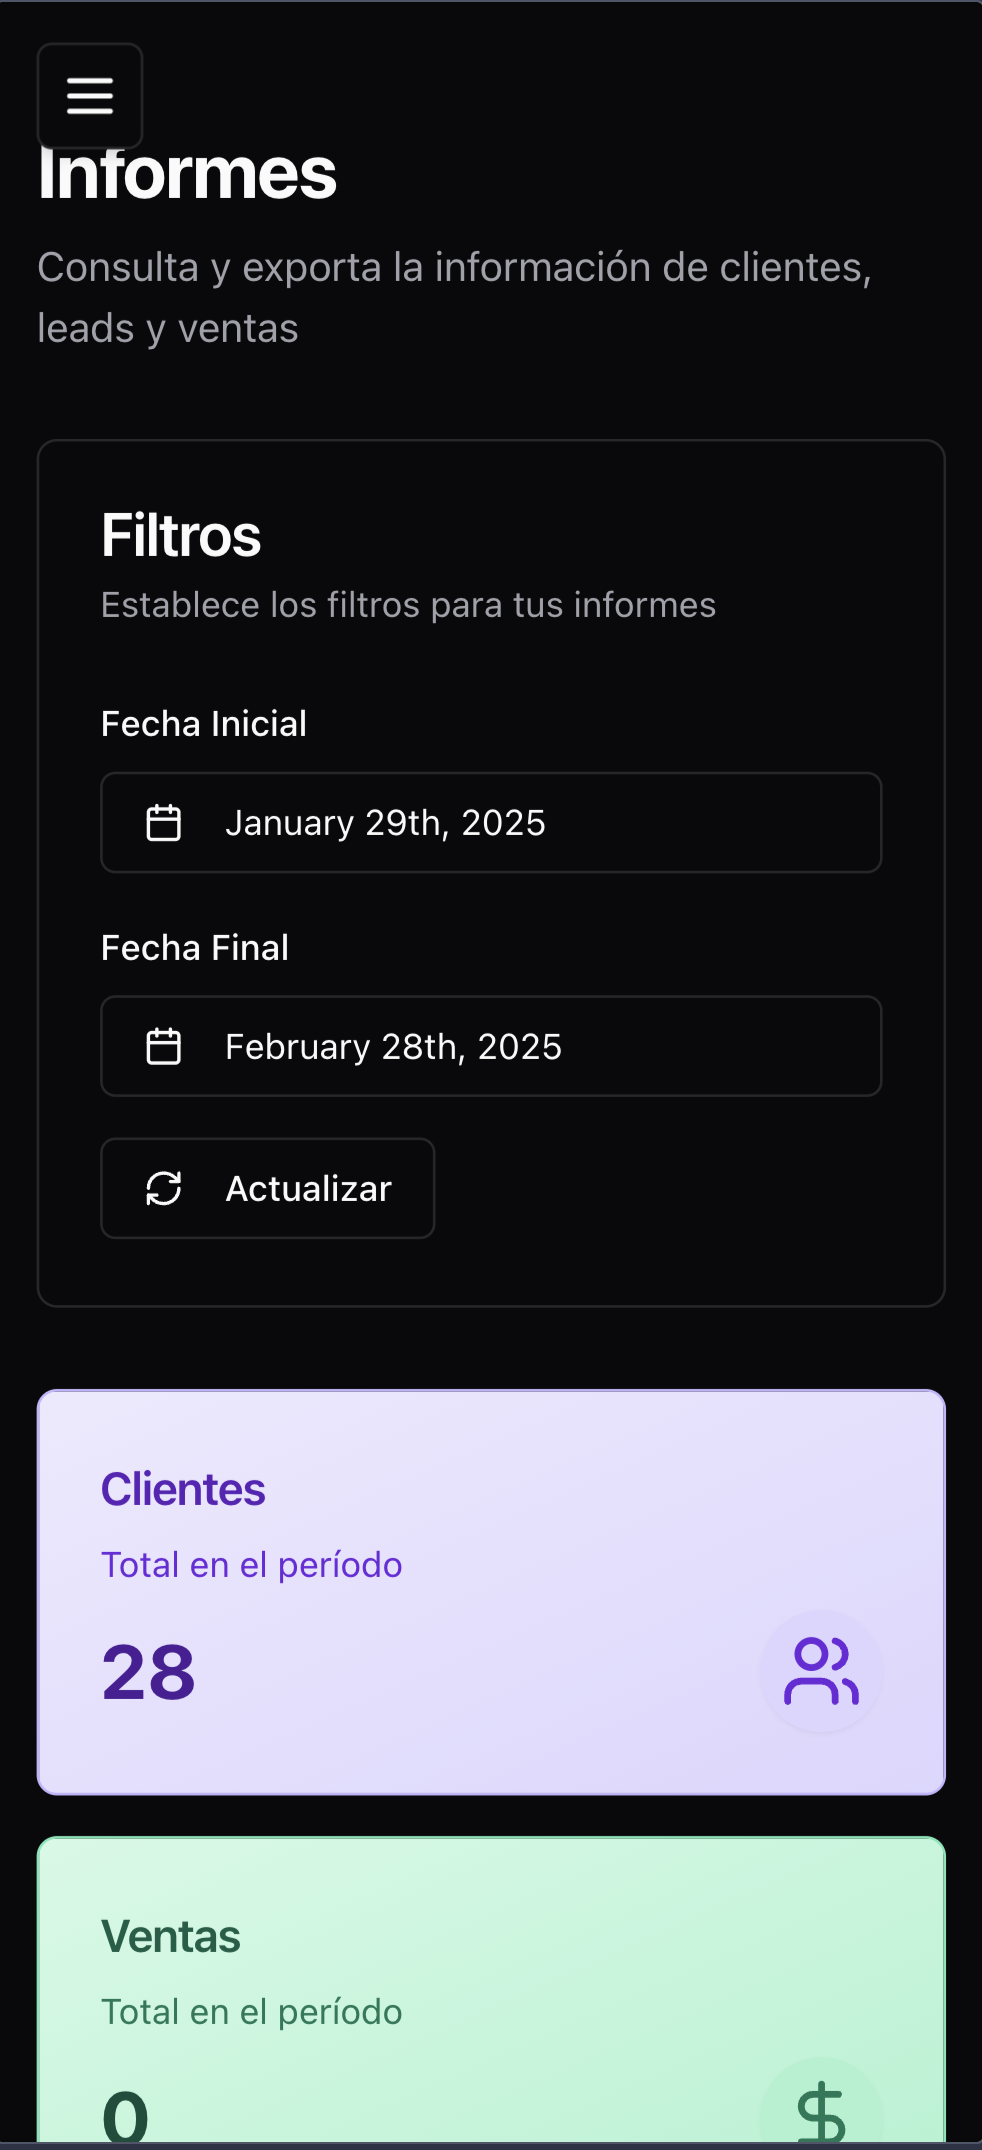 Informes
Consulta y exporta la información de clientes,
leads y ventas
Filtros
Establece los filtros para tus informes
Fecha Inicial
January 29th, 2025
Fecha Final
February 28th, 2025
Actualizar
Clientes
Total en el período
28
Ventas
Total en el período
0